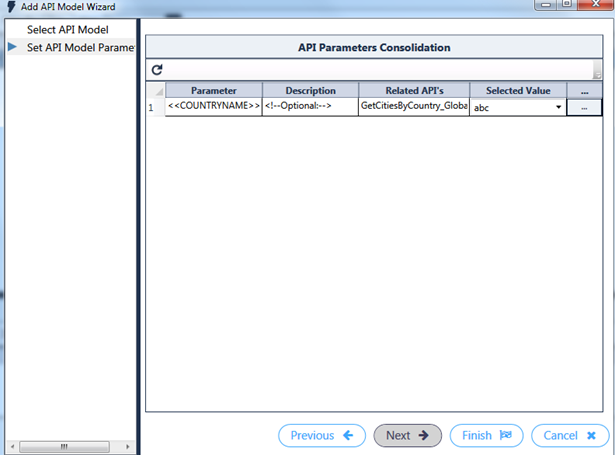 Add API Model Wizard
Select API Model
Set API Model Paramet
API Parameters Consolidation
Parameter Description Related API's Selected Value ...
1 <<COUNTRYNAME>> <!--Optional:--> GetCitiesByCountry_Globa abc ...
Previous Next Finish Cancel